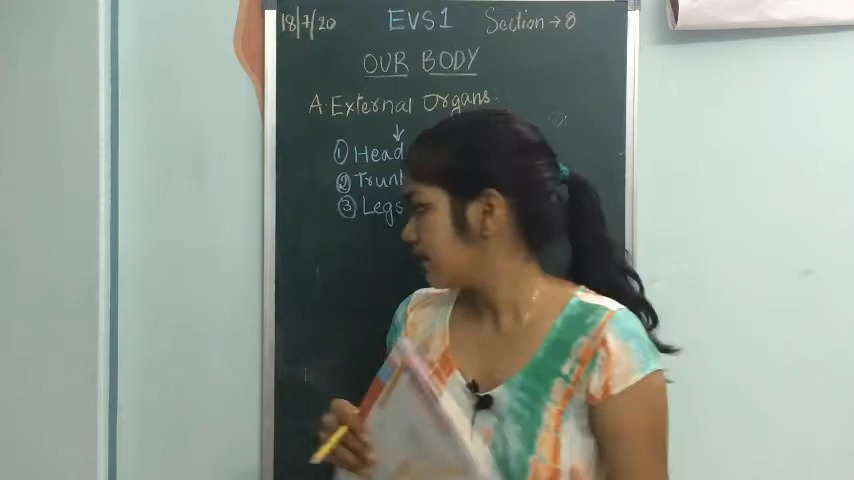 18/7/20 EVS1 Section → 8
OUR BODY
A. External Organs.
① Head
② Trunk
③ Legs